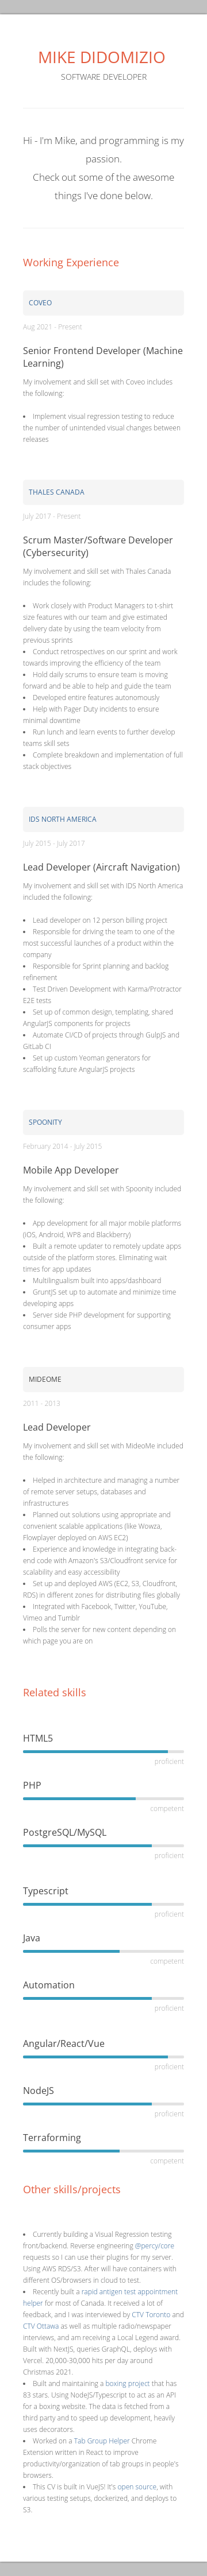 MIKE DIDOMIZIO
SOFTWARE DEVELOPER
Hi - I'm Mike, and programming is my
passion.
Check out some of the awesome
things I've done below.
Working Experience
COVEO
Aug 2021 - Present
Senior Frontend Developer (Machine
Learning)
My involvement and skill set with Coveo includes
the following:
• Implement visual regression testing to reduce
the number of unintended visual changes between
releases
THALES CANADA
July 2017 - Present
Scrum Master/Software Developer
(Cybersecurity)
My involvement and skill set with Thales Canada
includes the following:
• Work closely with Product Managers to t-shirt
size features with our team and give estimated
delivery date by using the team velocity from
previous sprints
• Conduct retrospectives on our sprint and work
towards improving the efficiency of the team
• Hold daily scrums to ensure team is moving
forward and be able to help and guide the team
• Developed entire features autonomously
• Help with Pager Duty incidents to ensure
minimal downtime
• Run lunch and learn events to further develop
teams skill sets
• Complete breakdown and implementation of full
stack objectives
IDS NORTH AMERICA
July 2015 - July 2017
Lead Developer (Aircraft Navigation)
My involvement and skill set with IDS North America
included the following:
• Lead developer on 12 person billing project
• Responsible for driving the team to one of the
most successful launches of a product within the
company
• Responsible for Sprint planning and backlog
refinement
• Test Driven Development with Karma/Protractor
E2E tests
• Set up of common design, templating, shared
AngularJS components for projects
• Automate CI/CD of projects through GulpJS and
GitLab CI
• Set up custom Yeoman generators for
scaffolding future AngularJS projects
SPOONITY
February 2014 - July 2015
Mobile App Developer
My involvement and skill set with Spoonity included
the following:
• App development for all major mobile platforms
(iOS, Android, WP8 and Blackberry)
• Built a remote updater to remotely update apps
outside of the platform stores. Eliminating wait
times for app updates
• Multilingualism built into apps/dashboard
• GruntJS set up to automate and minimize time
developing apps
• Server side PHP development for supporting
consumer apps
MIDEOME
2011 - 2013
Lead Developer
My involvement and skill set with MideoMe included
the following:
• Helped in architecture and managing a number
of remote server setups, databases and
infrastructures
• Planned out solutions using appropriate and
convenient scalable applications (like Wowza,
Flowplayer deployed on AWS EC2)
• Experience and knowledge in integrating back-
end code with Amazon's S3/Cloudfront service for
scalability and easy accessibility
• Set up and deployed AWS (EC2, S3, Cloudfront,
RDS) in different zones for distributing files globally
• Integrated with Facebook, Twitter, YouTube,
Vimeo and Tumblr
• Polls the server for new content depending on
which page you are on
Related skills
HTML5
proficient
PHP
competent
PostgreSQL/MySQL
proficient
Typescript
proficient
Java
competent
Automation
proficient
Angular/React/Vue
proficient
NodeJS
proficient
Terraforming
competent
Other skills/projects
• Currently building a Visual Regression testing
front/backend. Reverse engineering @percy/core
requests so I can use their plugins for my server.
Using AWS RDS/S3. After will have containers with
different OS/browsers in cloud to test.
• Recently built a rapid antigen test appointment
helper for most of Canada. It received a lot of
feedback, and I was interviewed by CTV Toronto and
CTV Ottawa as well as multiple radio/newspaper
interviews, and am receiving a Local Legend award.
Built with NextJS, queries GraphQL, deploys with
Vercel. 20,000-30,000 hits per day around
Christmas 2021.
• Built and maintaining a boxing project that has
83 stars. Using NodeJS/Typescript to act as an API
for a boxing website. The data is fetched from a
third party and to speed up development, heavily
uses decorators.
• Worked on a Tab Group Helper Chrome
Extension written in React to improve
productivity/organization of tab groups in people's
browsers.
• This CV is built in VueJS! It's open source, with
various testing setups, dockerized, and deploys to
S3.